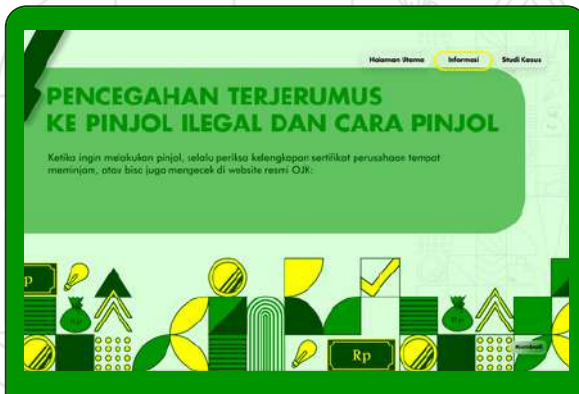 Halaman Utama
Informasi
Studi Kasus
PENCEGAHAN TERJERUMUS
KE PINJOL ILEGAL DAN CARA PINJOL
Ketika ingin melakukan pinjol, selalu periksa kelengkapan sertifikat perusahaan tempat
meminjam, atau bisa juga mengecek di website resmi OJK:
Rp
Rp
Rp
Rp